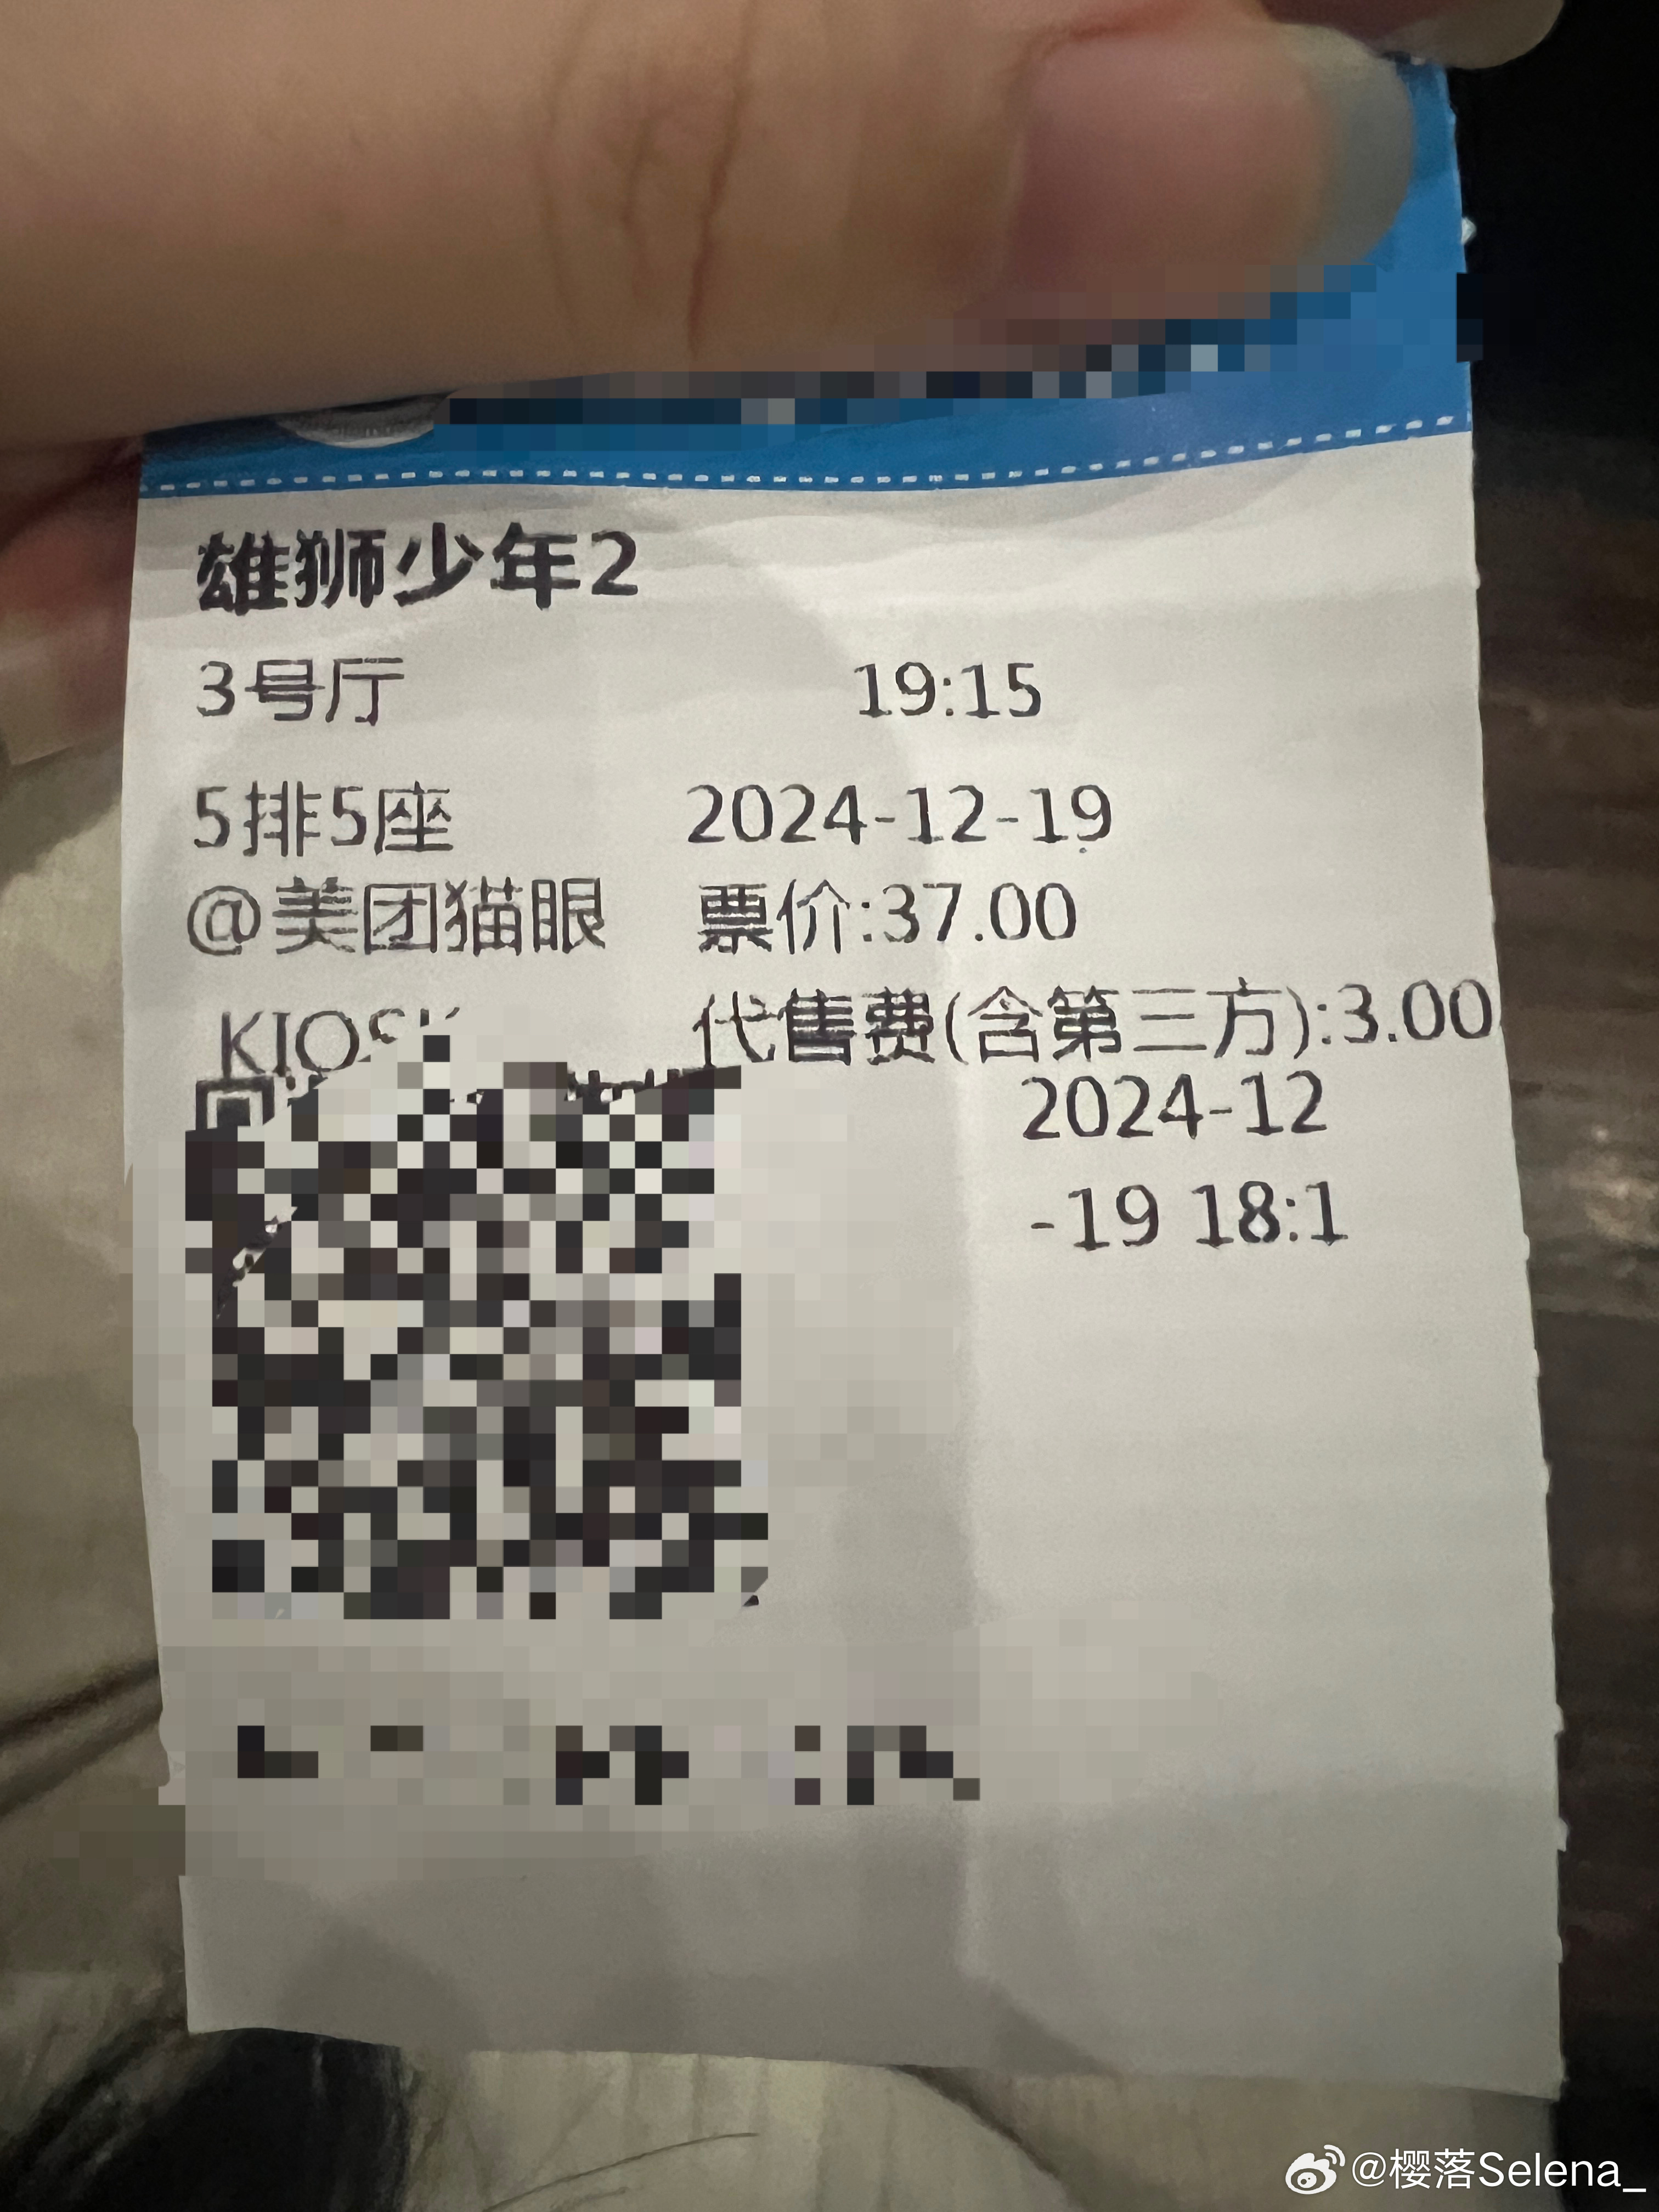 雄狮少年2
3号厅 19:15
5排5座 2024-12-19
@美团猫眼 票价:37.00
KIOSK 代售费(含第三方):3.00
2024-12
-19 18:1
@樱落Selena_